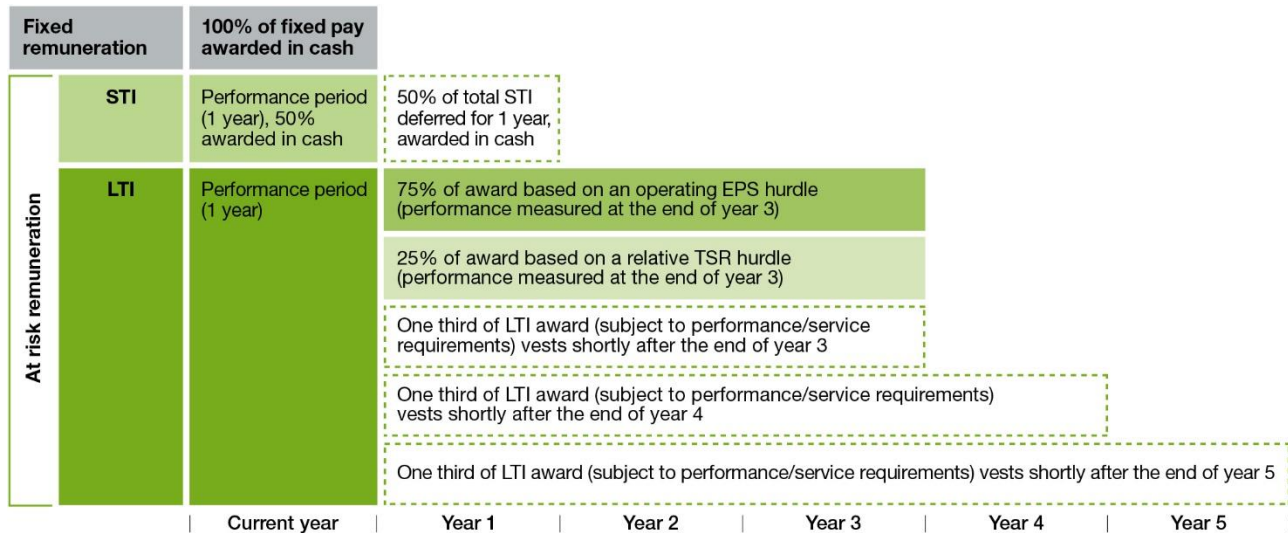 Fixed
remuneration
100% of fixed pay
awarded in cash
At risk remuneration
STI
Performance period
(1 year), 50%
awarded in cash
50% of total STI
deferred for 1 year,
awarded in cash
LTI
Performance period
(1 year)
75% of award based on an operating EPS hurdle
(performance measured at the end of year 3)
25% of award based on a relative TSR hurdle
(performance measured at the end of year 3)
One third of LTI award (subject to performance/service
requirements) vests shortly after the end of year 3
One third of LTI award (subject to performance/service requirements)
vests shortly after the end of year 4
One third of LTI award (subject to performance/service requirements) vests shortly after the end of year 5
Current year
Year 1
Year 2
Year 3
Year 4
Year 5